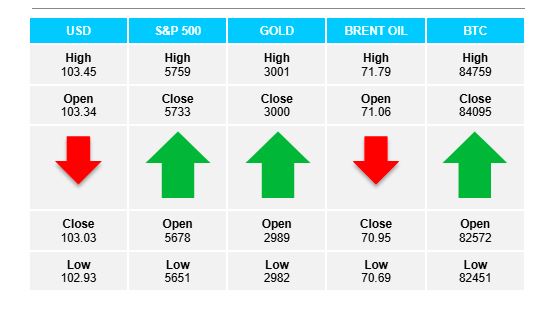 USD S&P 500 GOLD BRENT OIL BTC
High High High High High
103.45 5759 3001 71.79 84759
Open Close Close Open Close
103.34 5733 3000 71.06 84095
Close Open Open Close Open
103.03 5678 2989 70.95 82572
Low Low Low Low Low
102.93 5651 2982 70.69 82451